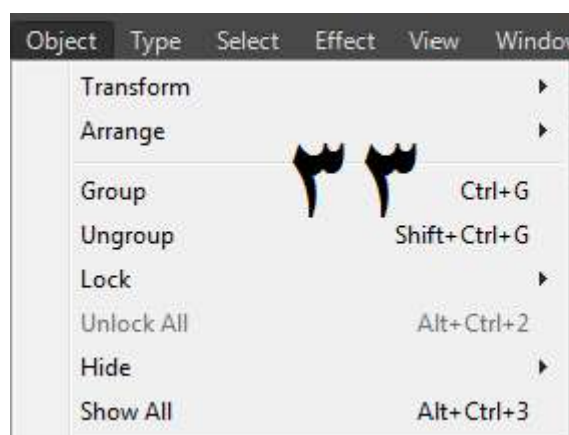 Object Type Select Effect View Windo
Transform
Arrange
٣٣
Group Ctrl+G
Ungroup Shift+Ctrl+G
Lock
Unlock All Alt+Ctrl+2
Hide
Show All Alt+Ctrl+3